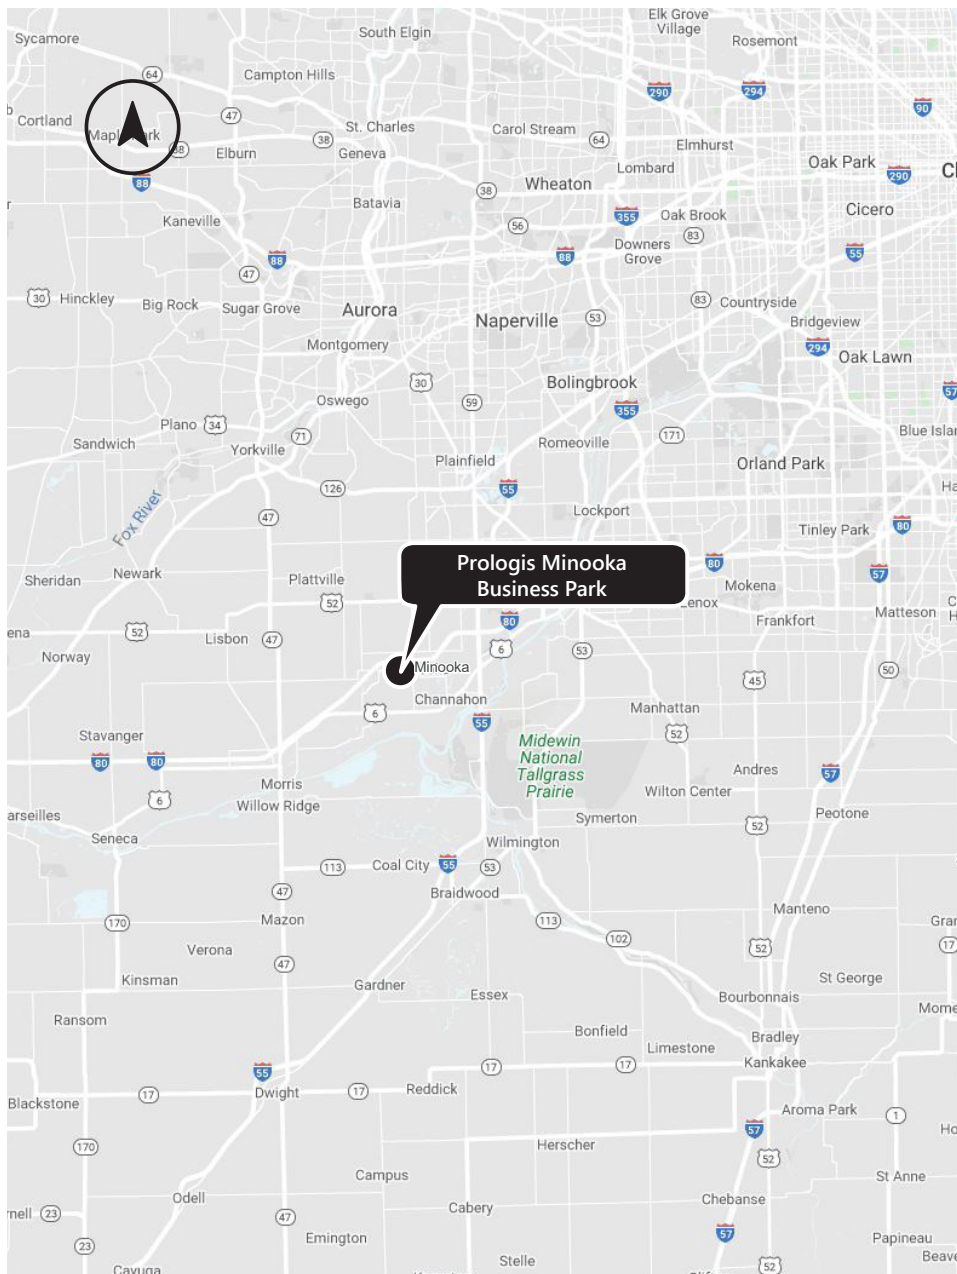 Elk Grove
Village
South Elgin
Sycamore
Rosemont
64
Campton Hills
290
294
90
47
Cortland
St. Charles
Carol Stream
38
64
Elmhurst
38
Elburn
Geneva
Oak Park
Lombard
290
88
Wheaton
38
Batavia
Cicero
Kaneville
355
Oak Brook
56
83
Downers
Grove
88
88
55
47
30
Hinckley
Big Rock
Sugar Grove
Aurora
83
Countryside
Naperville
53
Bridgeview
Montgomery
294
Oak Lawn
30
Bolingbrook
57
Oswego
59
355
Plano
34
71
171
Sandwich
Yorkville
Romeoville
Plainfield
Orland Park
126
55
Fox River
47
Lockport
80
Tinley Park
Prologis Minooka
Business Park
80
Sheridan
Newark
Plattville
57
Mokena
52
Matteson
80
Frankfort
52
Lisbon
47
6
53
Norway
Minooka
50
45
Channahon
Manhattan
6
55
52
Stavanger
Midewin
National
Tallgrass
Prairie
80
80
Andres
57
Morris
6
Willow Ridge
Wilton Center
Symerton
52
Peotone
Seneca
Wilmington
113
Coal City
55
53
47
Braidwood
Manteno
170
Mazon
113
102
52
17
Verona
47
Kinsman
Gardner
St George
Essex
Bourbonnais
Ransom
Bonfield
Bradley
Limestone
Kankakee
17
17
55
Dwight
17
17
Reddick
Blackstone
Aroma Park
1
57
170
Herscher
52
Campus
St Anne
Odell
Chebanse
Cabery
23
47
57
23
Emington
Papineau
Stelle
52